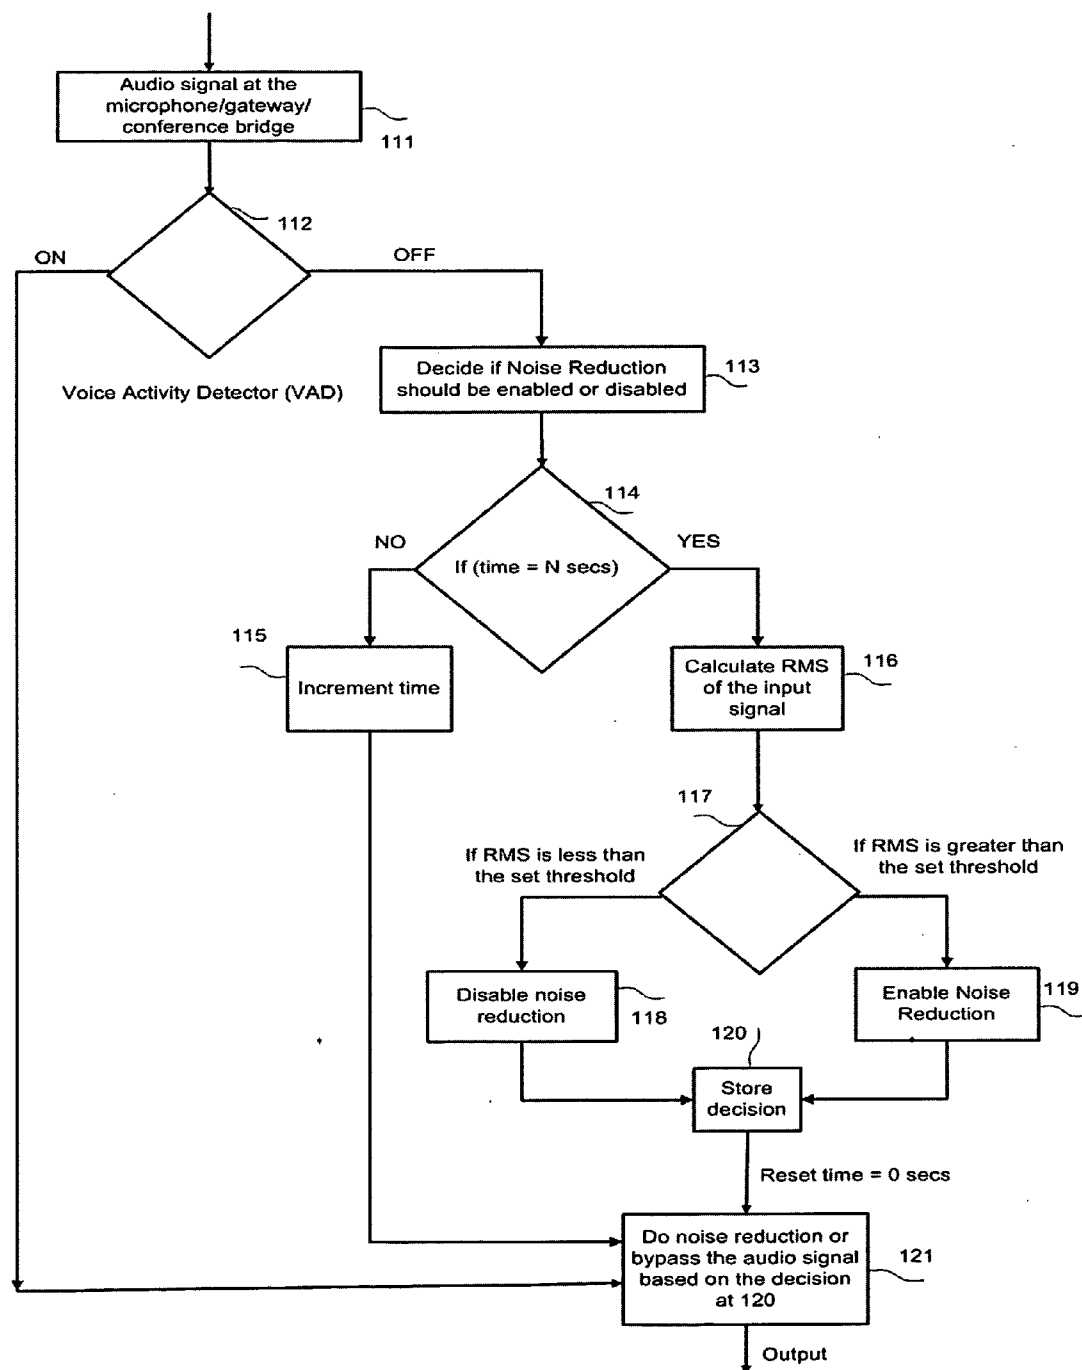 Audio signal at the
microphone/gateway/
conference bridge
111
112
ON
OFF
Voice Activity Detector (VAD)
Decide if Noise Reduction
should be enabled or disabled
113
114
NO
YES
If (time = N secs)
115
Increment time
Calculate RMS
of the input
signal
116
117
If RMS is less than
the set threshold
If RMS is greater than
the set threshold
Disable noise
reduction
118
Enable Noise
Reduction
119
120
Store
decision
Reset time = 0 secs
Do noise reduction or
bypass the audio signal
based on the decision
at 120
121
Output